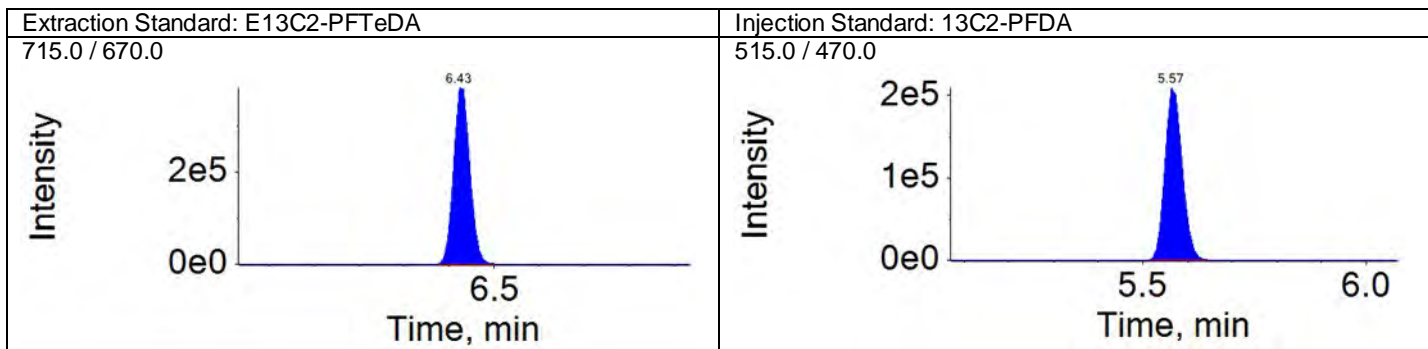 Extraction Standard: E13C2-PFTeDA
715.0 / 670.0
6.43
Intensity
2e5
0e0
6.5
Time, min
Injection Standard: 13C2-PFDA
515.0 / 470.0
5.57
Intensity
2e5
1e5
0e0
5.5 6.0
Time, min